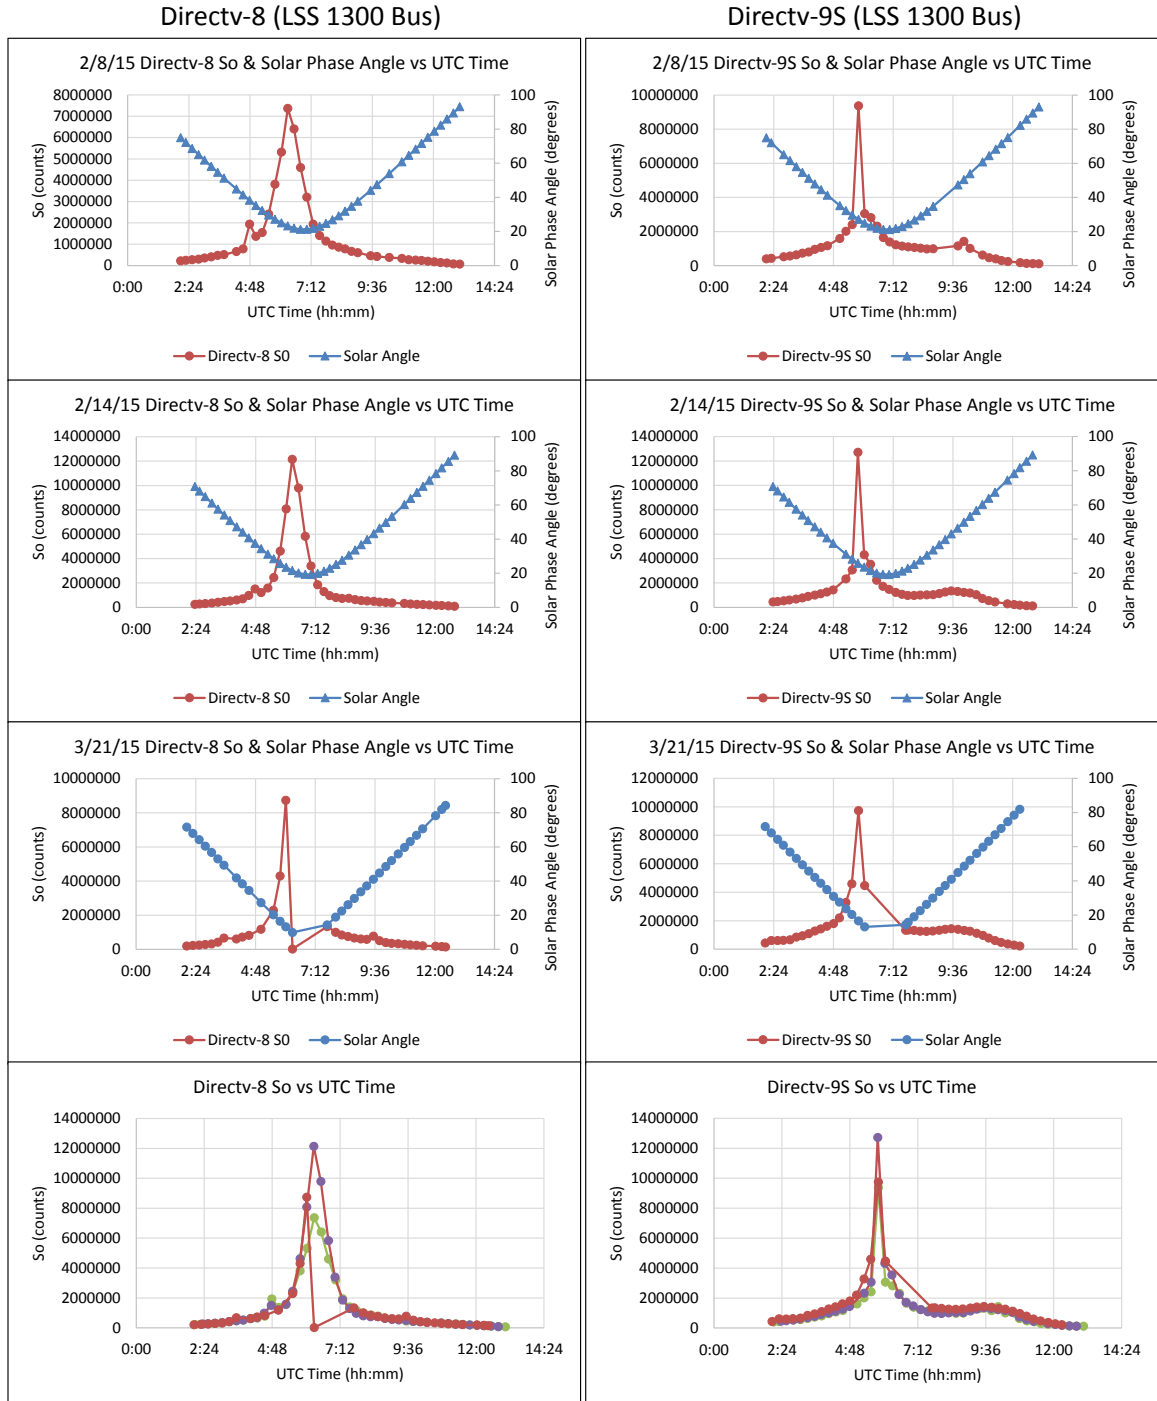 Directv-8 (LSS 1300 Bus)
Directv-9S (LSS 1300 Bus)
2/8/15 Directv-8 So & Solar Phase Angle vs UTC Time
8000000
7000000
6000000
5000000
4000000
3000000
2000000
1000000
0
So (counts)
100
80
60
40
20
0
Solar Phase Angle (degrees)
0:00 2:24 4:48 7:12 9:36 12:00 14:24
UTC Time (hh:mm)
Directv-8 S0 Solar Angle
2/8/15 Directv-9S So & Solar Phase Angle vs UTC Time
10000000
8000000
6000000
4000000
2000000
0
So (counts)
100
80
60
40
20
0
Solar Phase Angle (degrees)
0:00 2:24 4:48 7:12 9:36 12:00 14:24
UTC Time (hh:mm)
Directv-9S S0 Solar Angle
2/14/15 Directv-8 So & Solar Phase Angle vs UTC Time
14000000
12000000
10000000
8000000
6000000
4000000
2000000
0
So (counts)
100
80
60
40
20
0
Solar Phase Angle (degrees)
0:00 2:24 4:48 7:12 9:36 12:00 14:24
UTC Time (hh:mm)
Directv-8 S0 Solar Angle
2/14/15 Directv-9S So & Solar Phase Angle vs UTC Time
14000000
12000000
10000000
8000000
6000000
4000000
2000000
0
So (counts)
100
80
60
40
20
0
Solar Phase Angle (degrees)
0:00 2:24 4:48 7:12 9:36 12:00 14:24
UTC Time (hh:mm)
Directv-9S S0 Solar Angle
3/21/15 Directv-8 So & Solar Phase Angle vs UTC Time
10000000
8000000
6000000
4000000
2000000
0
So (counts)
100
80
60
40
20
0
Solar Phase Angle (degrees)
0:00 2:24 4:48 7:12 9:36 12:00 14:24
UTC Time (hh:mm)
Directv-8 S0 Solar Angle
3/21/15 Directv-9S So & Solar Phase Angle vs UTC Time
12000000
10000000
8000000
6000000
4000000
2000000
0
So (counts)
100
80
60
40
20
0
Solar Phase Angle (degrees)
0:00 2:24 4:48 7:12 9:36 12:00 14:24
UTC Time (hh:mm)
Directv-9S S0 Solar Angle
Directv-8 So vs UTC Time
14000000
12000000
10000000
8000000
6000000
4000000
2000000
0
So (counts)
0:00 2:24 4:48 7:12 9:36 12:00 14:24
UTC Time (hh:mm)
Directv-9S So vs UTC Time
14000000
12000000
10000000
8000000
6000000
4000000
2000000
0
So (counts)
0:00 2:24 4:48 7:12 9:36 12:00 14:24
UTC Time (hh:mm)